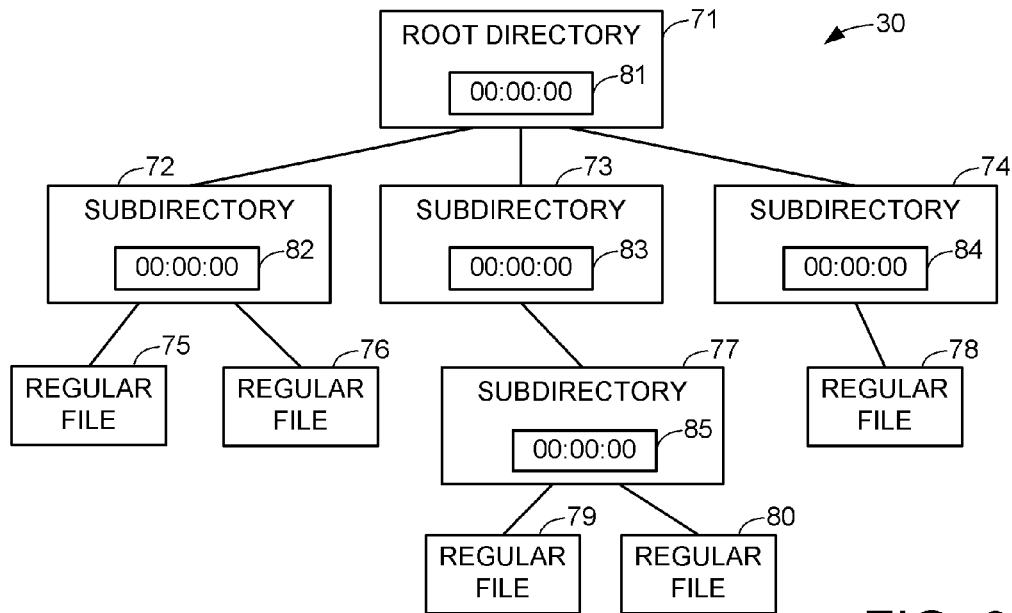 ROOT DIRECTORY
71
30
00:00:00
81
72
73
74
SUBDIRECTORY
SUBDIRECTORY
SUBDIRECTORY
00:00:00
82
00:00:00
83
00:00:00
84
75
76
77
78
REGULAR
FILE
REGULAR
FILE
SUBDIRECTORY
REGULAR
FILE
00:00:00
85
79
80
REGULAR
FILE
REGULAR
FILE